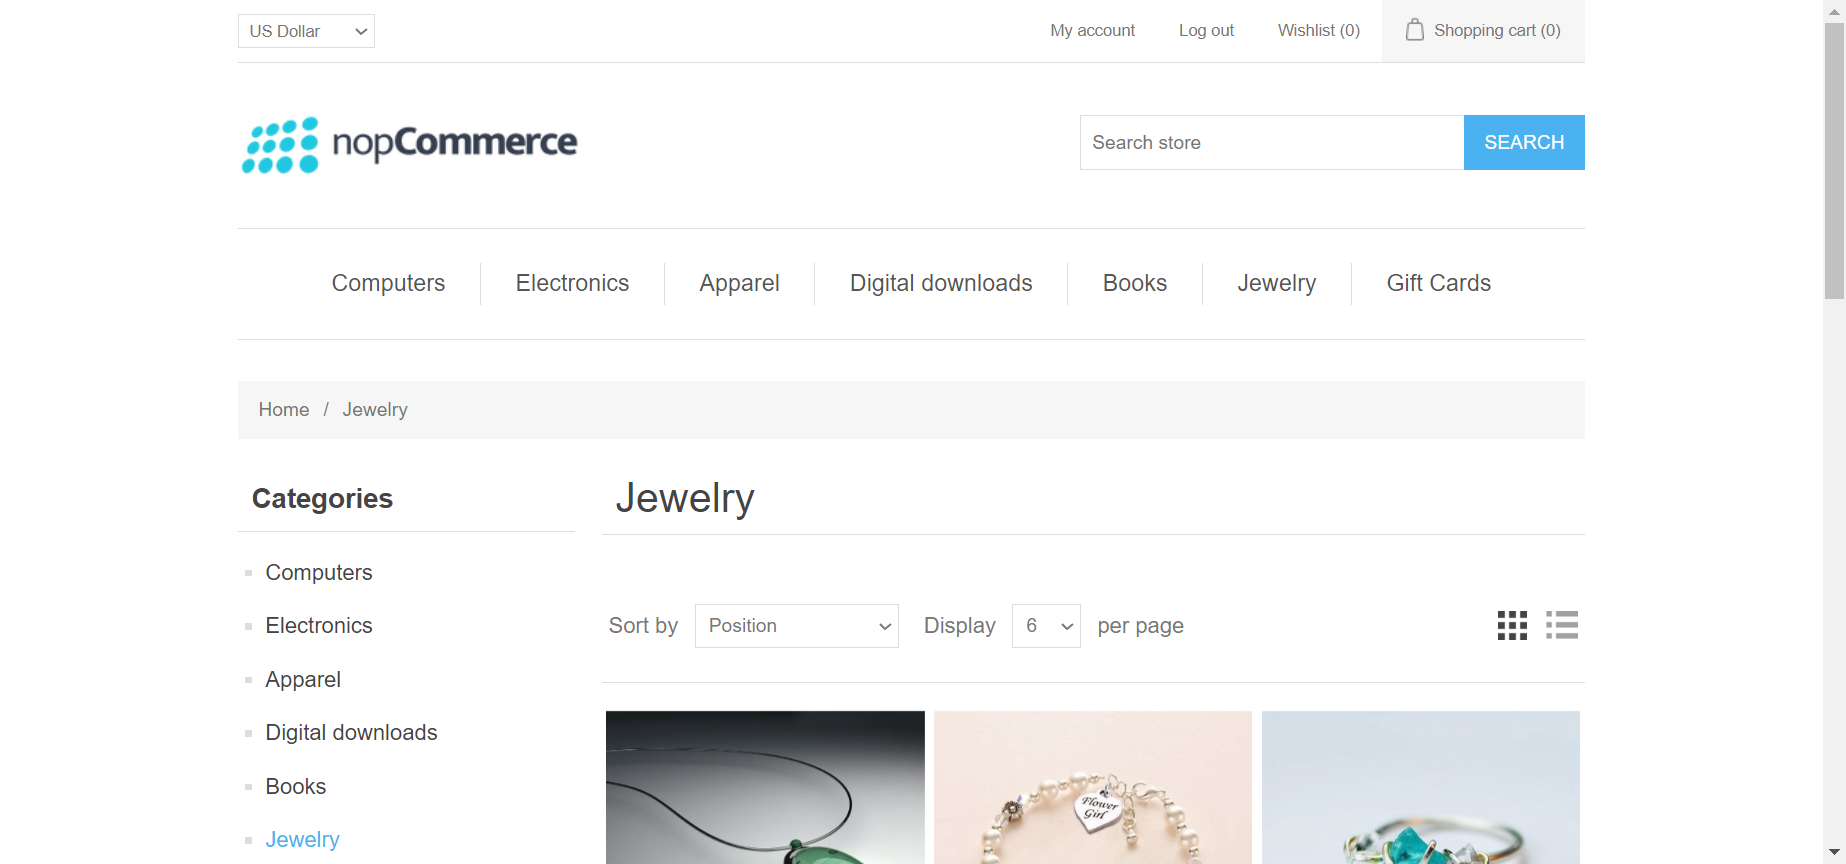 US Dollar
My account
Log out
Wishlist (0)
Shopping cart (0)
nopCommerce
Search store
SEARCH
Computers
Electronics
Apparel
Digital downloads
Books
Jewelry
Gift Cards
Home / Jewelry
Categories
Computers
Electronics
Apparel
Digital downloads
Books
Jewelry
Jewelry
Sort by Position Display 6 per page
Flower
Girl